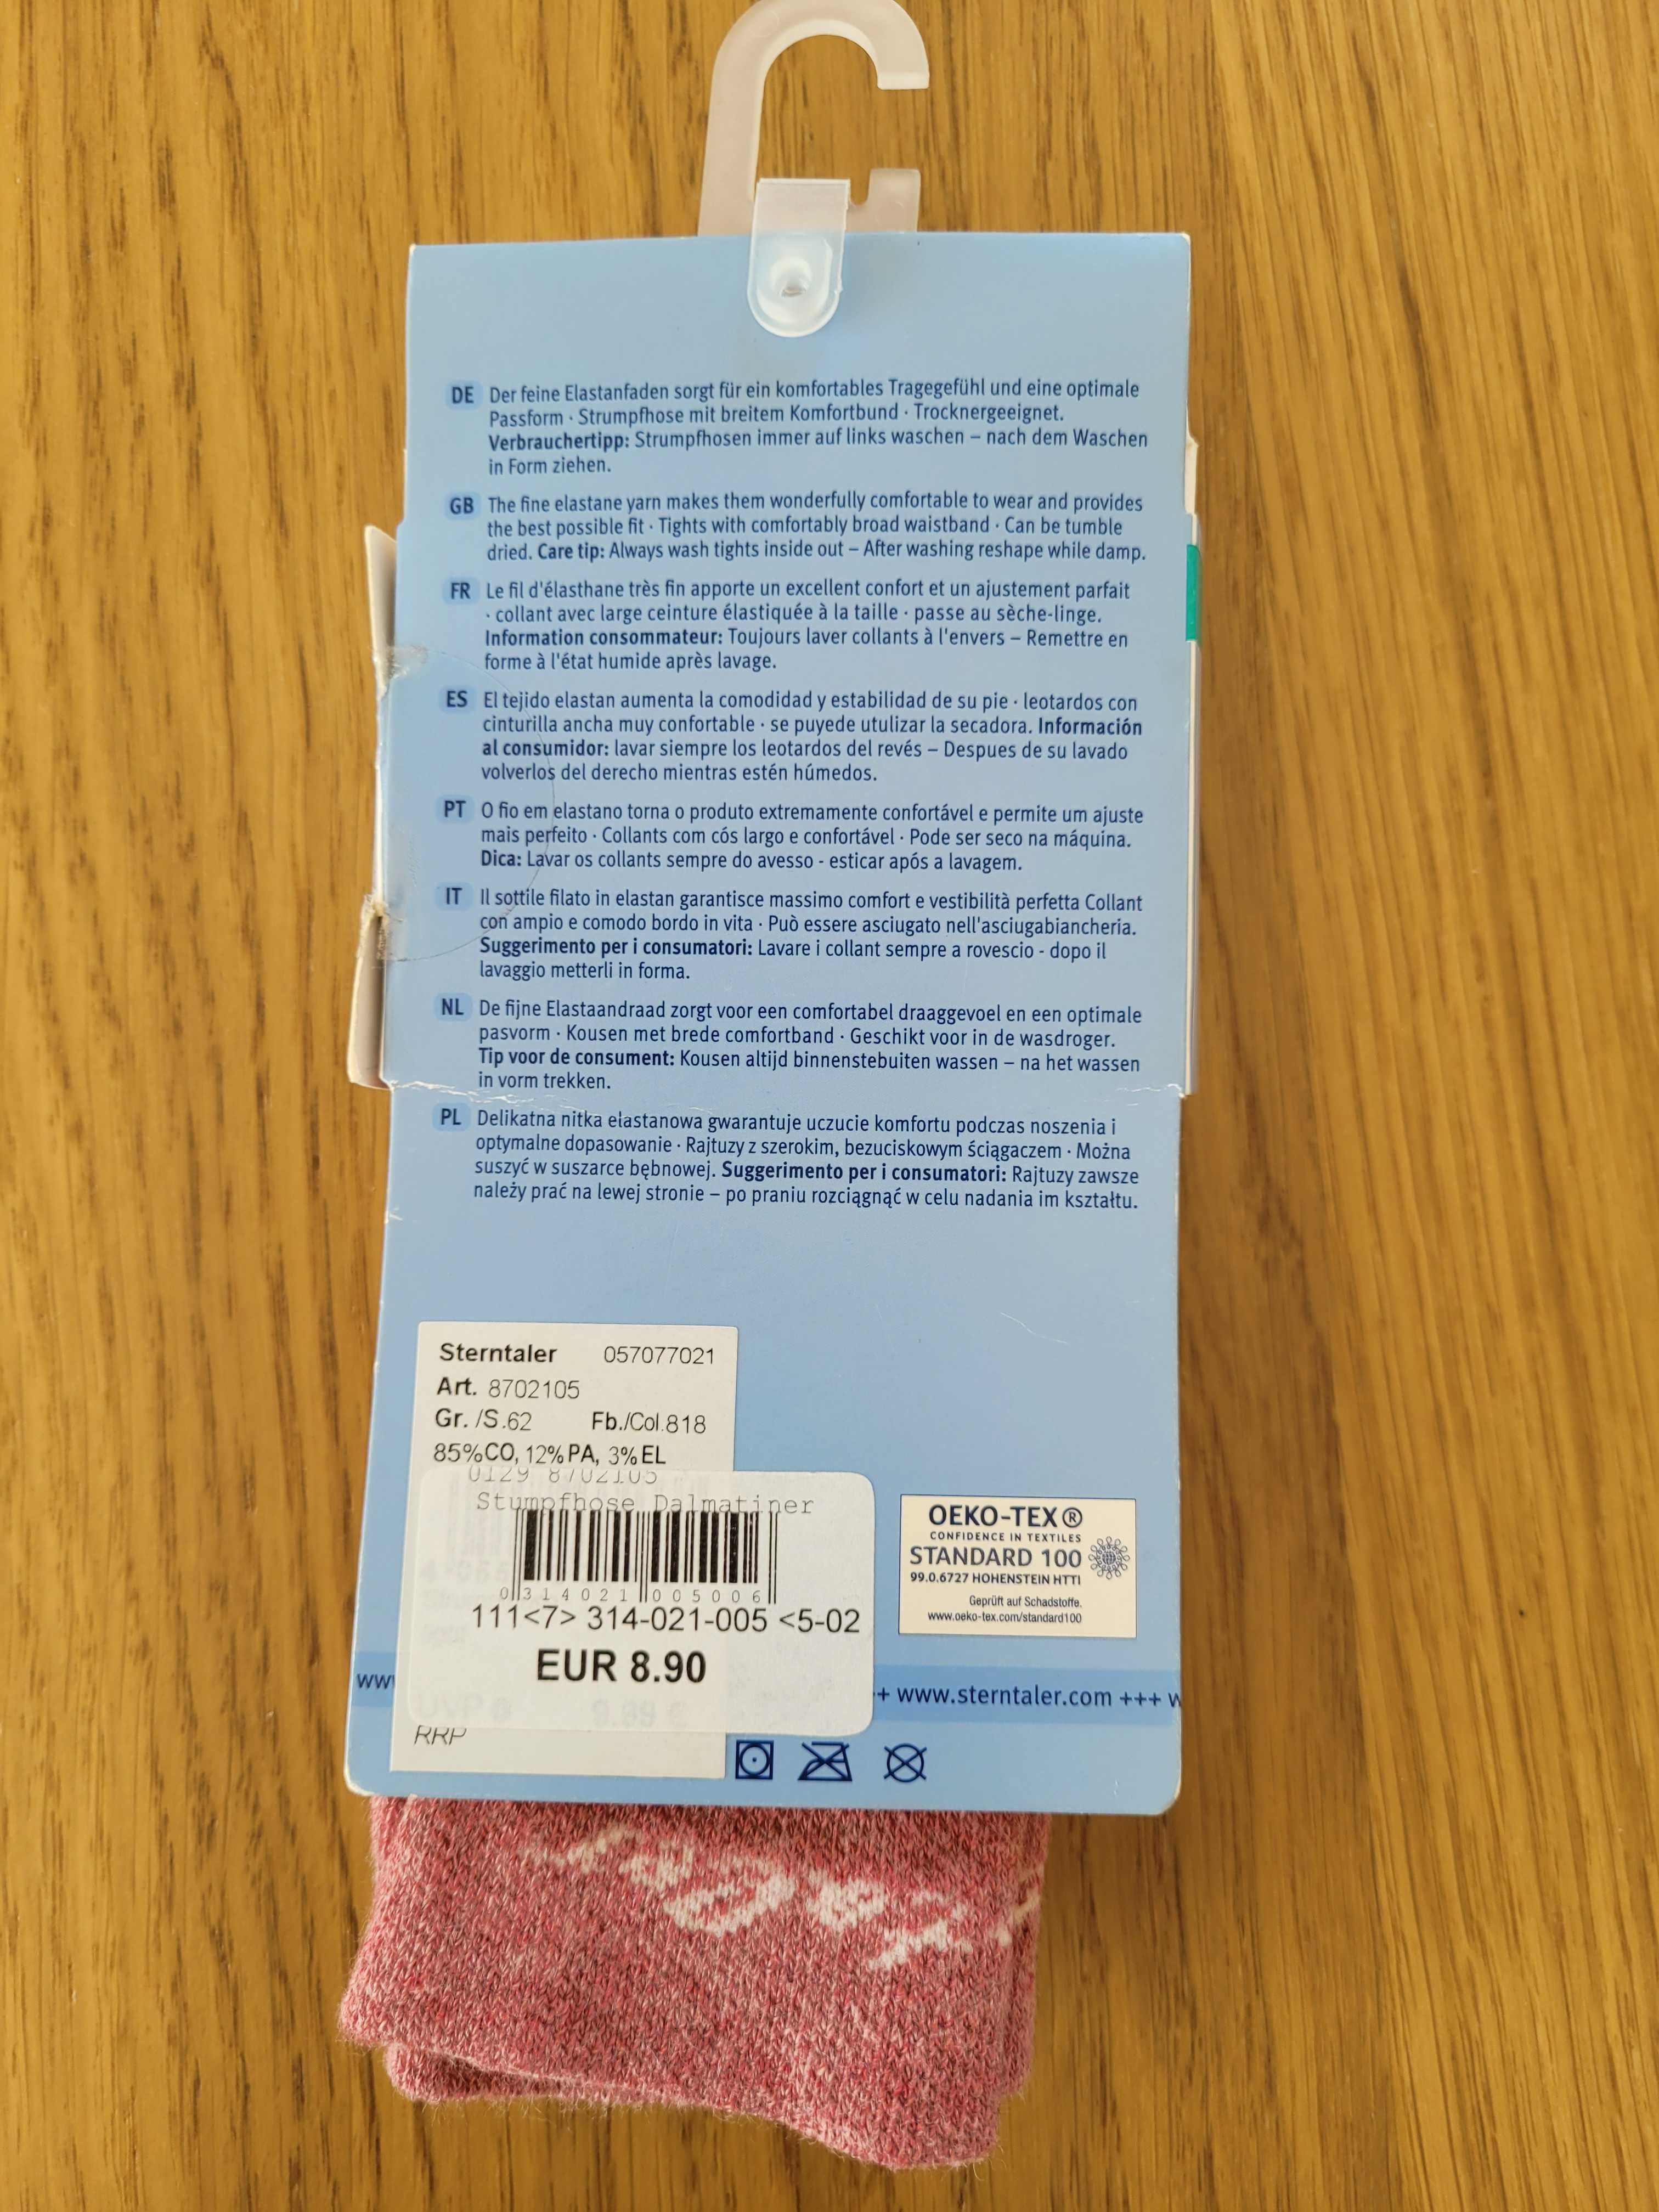 DE Der feine Elastanfaden sorgt für ein komfortables Tragegefühl und eine optimale
Passform · Strumpfhose mit breitem Komfortbund · Trocknergeeignet.
Verbrauchertipp: Strumpfhosen immer auf links waschen – nach dem Waschen
in Form ziehen.
GB The fine elastane yarn makes them wonderfully comfortable to wear and provides
the best possible fit · Tights with comfortably broad waistband · Can be tumble
dried. Care tip: Always wash tights inside out – After washing reshape while damp.
FR Le fil d'élasthane très fin apporte un excellent confort et un ajustement parfait
· collant avec large ceinture élastiquée à la taille · passe au sèche-linge.
Information consommateur: Toujours laver collants à l'envers – Remettre en
forme à l'état humide après lavage.
ES El tejido elastan aumenta la comodidad y estabilidad de su pie · leotardos con
cinturilla ancha muy confortable · se puyede utulizar la secadora. Información
al consumidor: lavar siempre los leotardos del revés – Despues de su lavado
volverlos del derecho mientras estén húmedos.
PT O fio em elastano torna o produto extremamente confortável e permite um ajuste
mais perfeito · Collants com cós largo e confortável · Pode ser seco na máquina.
Dica: Lavar os collants sempre do avesso - esticar após a lavagem.
IT Il sottile filato in elastan garantisce massimo comfort e vestibilità perfetta Collant
con ampio e comodo bordo in vita · Può essere asciugato nell'asciugabiancheria.
Suggerimento per i consumatori: Lavare i collant sempre a rovescio - dopo il
lavaggio metterli in forma.
NL De fijne Elastaandraad zorgt voor een comfortabel draaggevoel en een optimale
pasvorm · Kousen met brede comfortband · Geschikt voor in de wasdroger.
Tip voor de consument: Kousen altijd binnenstebuiten wassen – na het wassen
in vorm trekken.
PL Delikatna nitka elastanowa gwarantuje uczucie komfortu podczas noszenia i
optymalne dopasowanie · Rajtuzy z szerokim, bezuciskowym ściągaczem · Można
suszyć w suszarce bębnowej. Suggerimento per i consumatori: Rajtuzy zawsze
należy prać na lewej stronie – po praniu rozciągnąć w celu nadania im kształtu.
Sterntaler 057077021
Art. 8702105
Gr. /S.62 Fb./Col.818
85%CO, 12%PA, 3%EL
0129 8702105
Stumpfhose Dalmatiner
0 314021 005006
111<7> 314-021-005 <5-02
EUR 8.90
UVP 9.99 €
RRP
OEKO-TEX®
CONFIDENCE IN TEXTILES
STANDARD 100
99.0.6727 HOHENSTEIN HTTI
Geprüft auf Schadstoffe.
www.oeko-tex.com/standard100
www + www.sterntaler.com +++ w